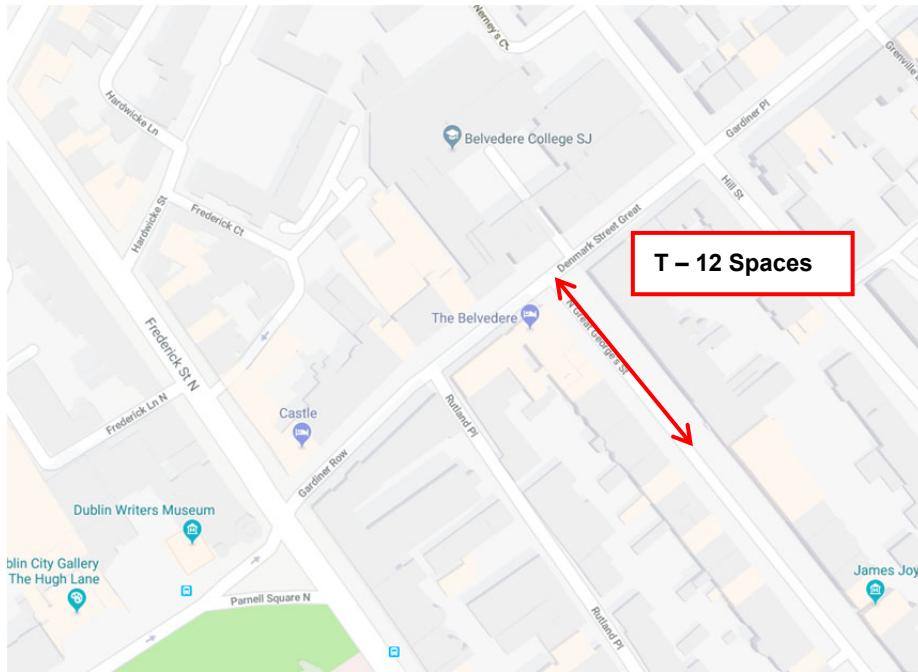 Nerney's Ct
Grenville
Hardwicke Ln
Gardiner Pl
Belvedere College SJ
Hill St
Hardwicke St
Frederick Ct
Denmark Street Great
T – 12 Spaces
The Belvedere
N Great George's St
Frederick St N
Frederick Ln N
Castle
Rutland Pl
Gardiner Row
Dublin Writers Museum
blin City Gallery
The Hugh Lane
James Joy
Parnell Square N
Rutland Pl